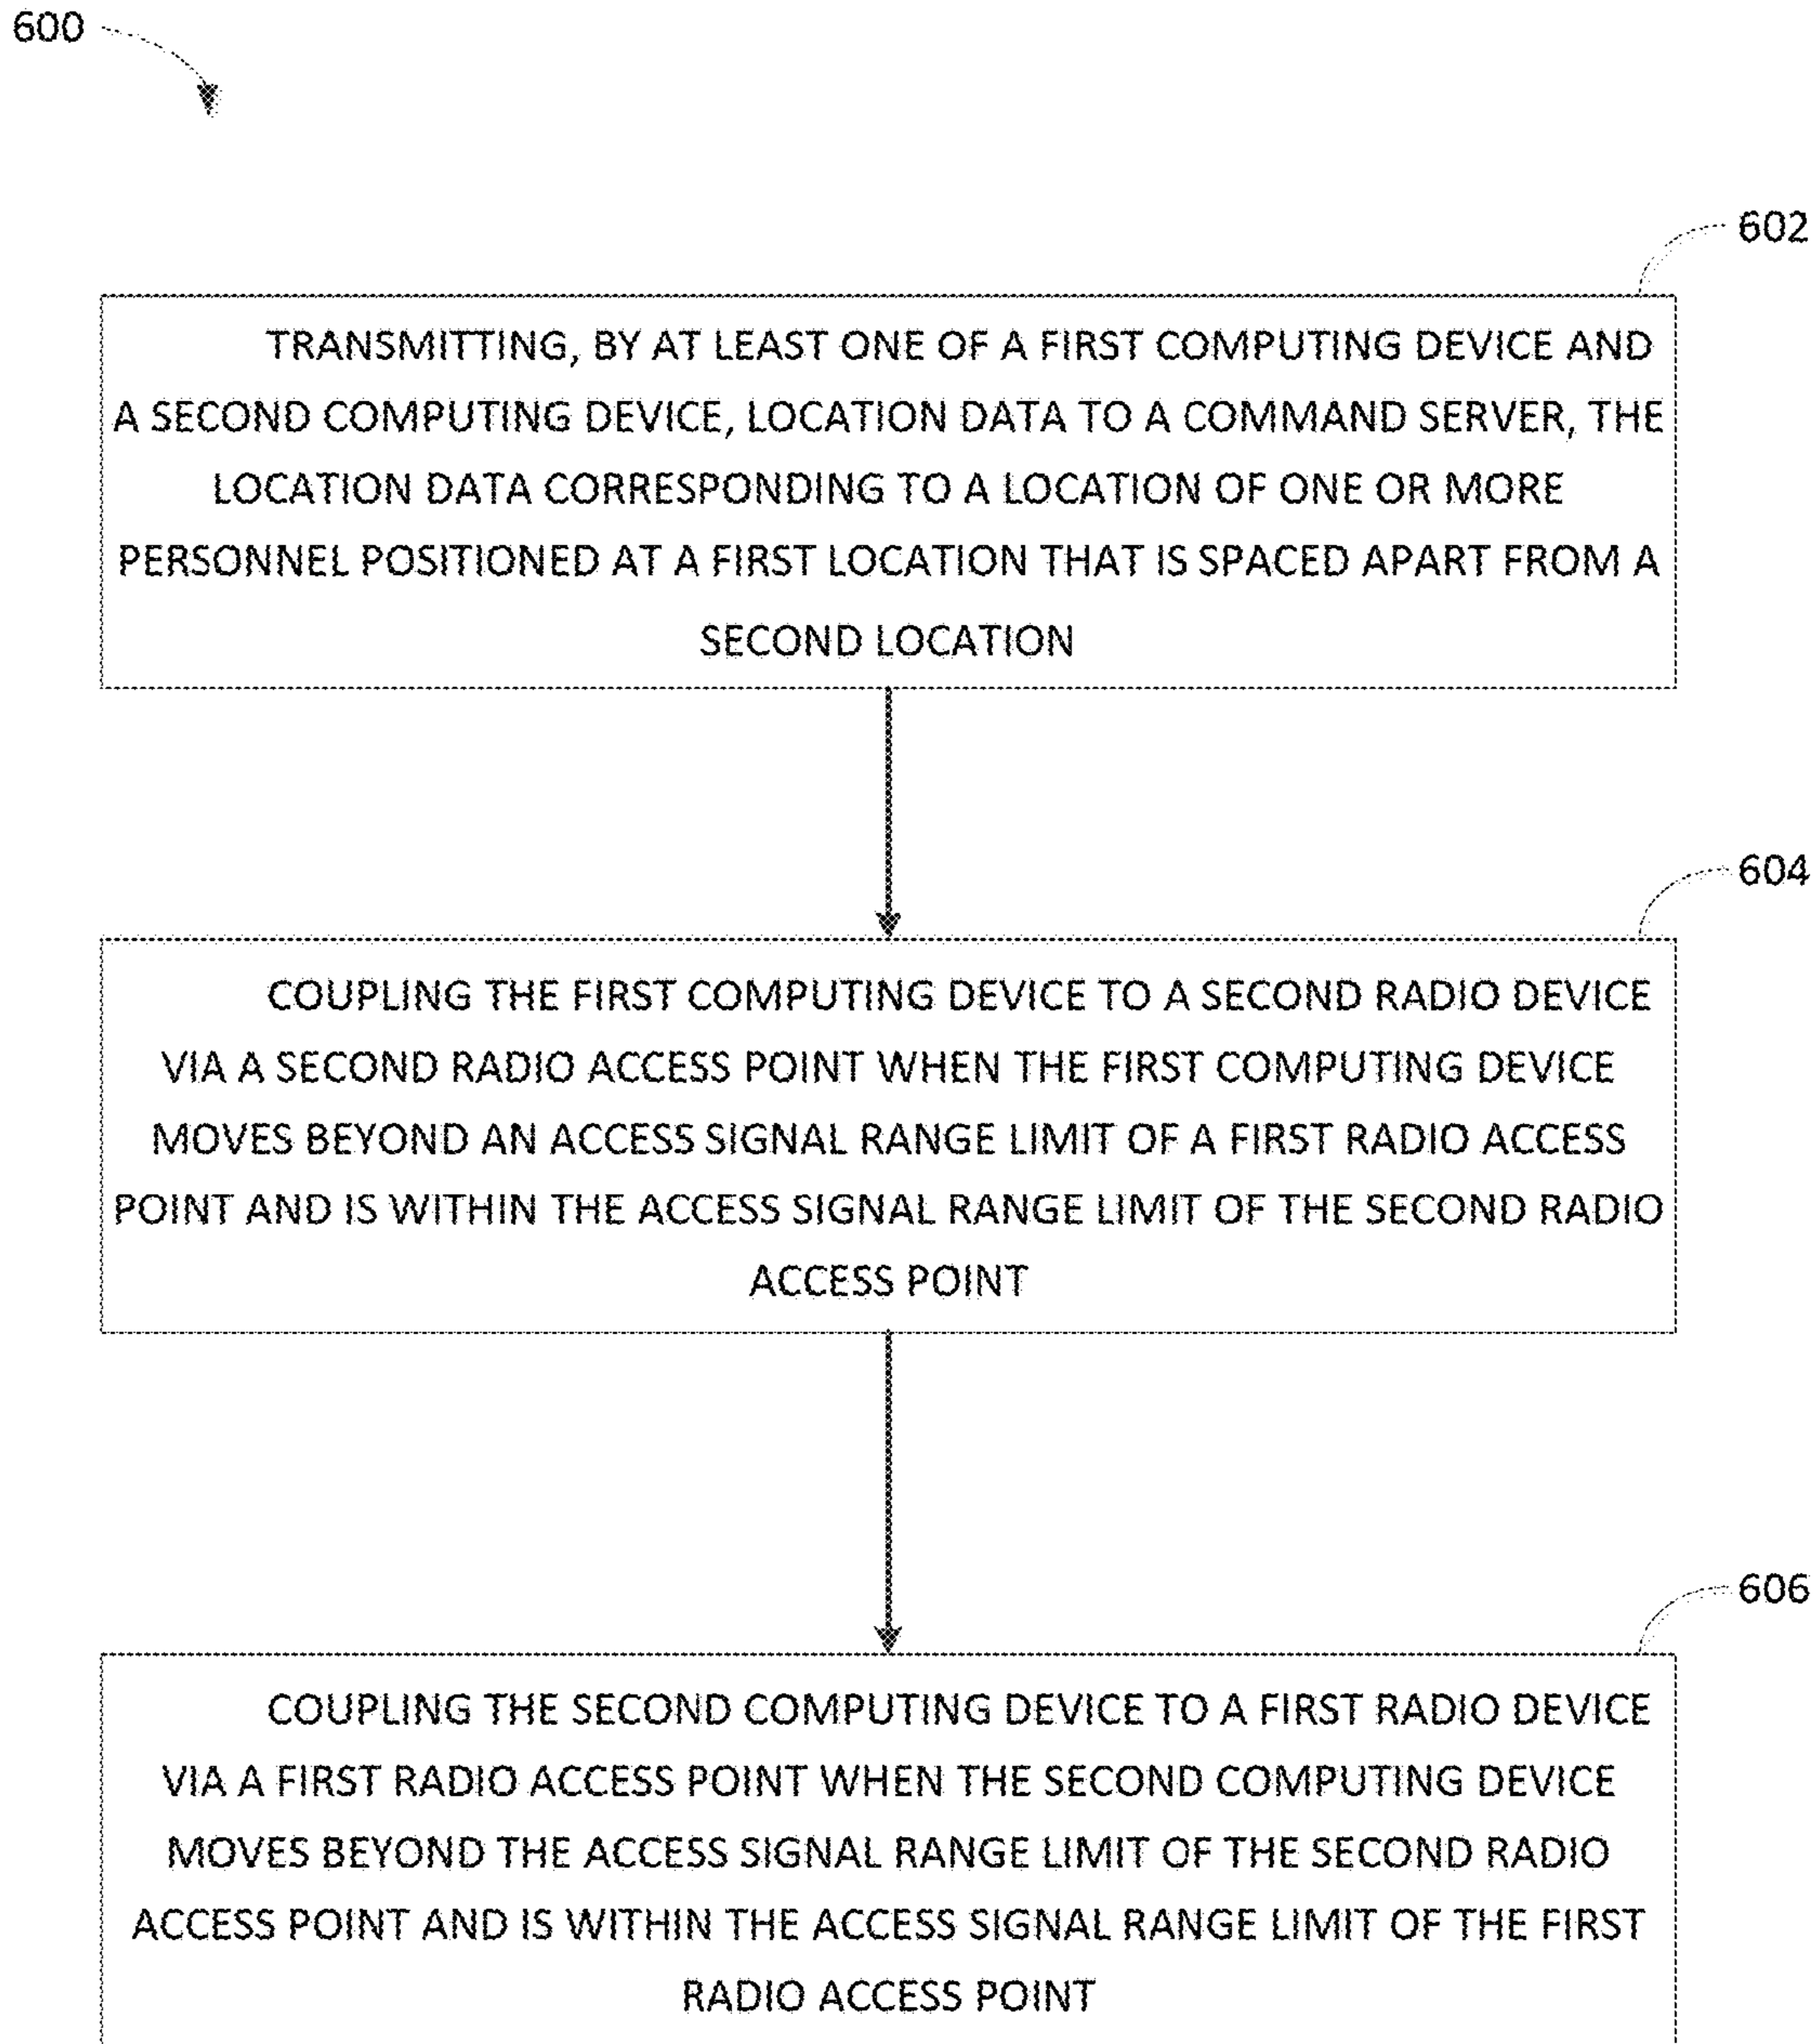 600
602
TRANSMITTING, BY AT LEAST ONE OF A FIRST COMPUTING DEVICE AND
A SECOND COMPUTING DEVICE, LOCATION DATA TO A COMMAND SERVER, THE
LOCATION DATA CORRESPONDING TO A LOCATION OF ONE OR MORE
PERSONNEL POSITIONED AT A FIRST LOCATION THAT IS SPACED APART FROM A
SECOND LOCATION
604
COUPLING THE FIRST COMPUTING DEVICE TO A SECOND RADIO DEVICE
VIA A SECOND RADIO ACCESS POINT WHEN THE FIRST COMPUTING DEVICE
MOVES BEYOND AN ACCESS SIGNAL RANGE LIMIT OF A FIRST RADIO ACCESS
POINT AND IS WITHIN THE ACCESS SIGNAL RANGE LIMIT OF THE SECOND RADIO
ACCESS POINT
606
COUPLING THE SECOND COMPUTING DEVICE TO A FIRST RADIO DEVICE
VIA A FIRST RADIO ACCESS POINT WHEN THE SECOND COMPUTING DEVICE
MOVES BEYOND THE ACCESS SIGNAL RANGE LIMIT OF THE SECOND RADIO
ACCESS POINT AND IS WITHIN THE ACCESS SIGNAL RANGE LIMIT OF THE FIRST
RADIO ACCESS POINT